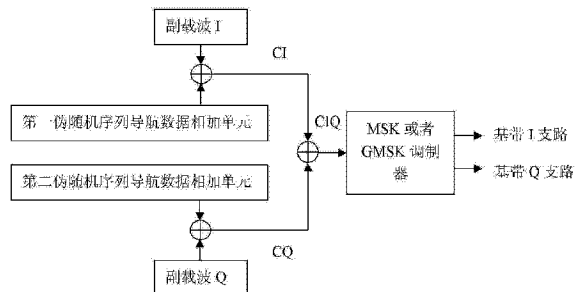 副载波 I
CI
第一伪随机序列导航数据相加单元
CIQ
MSK 或者
GMSK 调制
器
基带 I 支路
基带 Q 支路
第二伪随机序列导航数据相加单元
CQ
副载波 Q